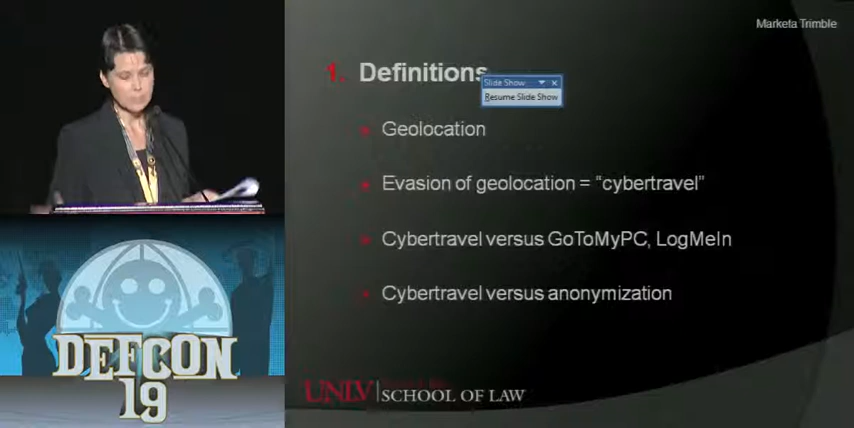 Marketa Trimble
1. Definitions
Slide Show
Resume Slide Show
Geolocation
Evasion of geolocation = “cybertravel”
Cybertravel versus GoToMyPC, LogMeIn
Cybertravel versus anonymization
DEFCON
19
UNLV SCHOOL OF LAW